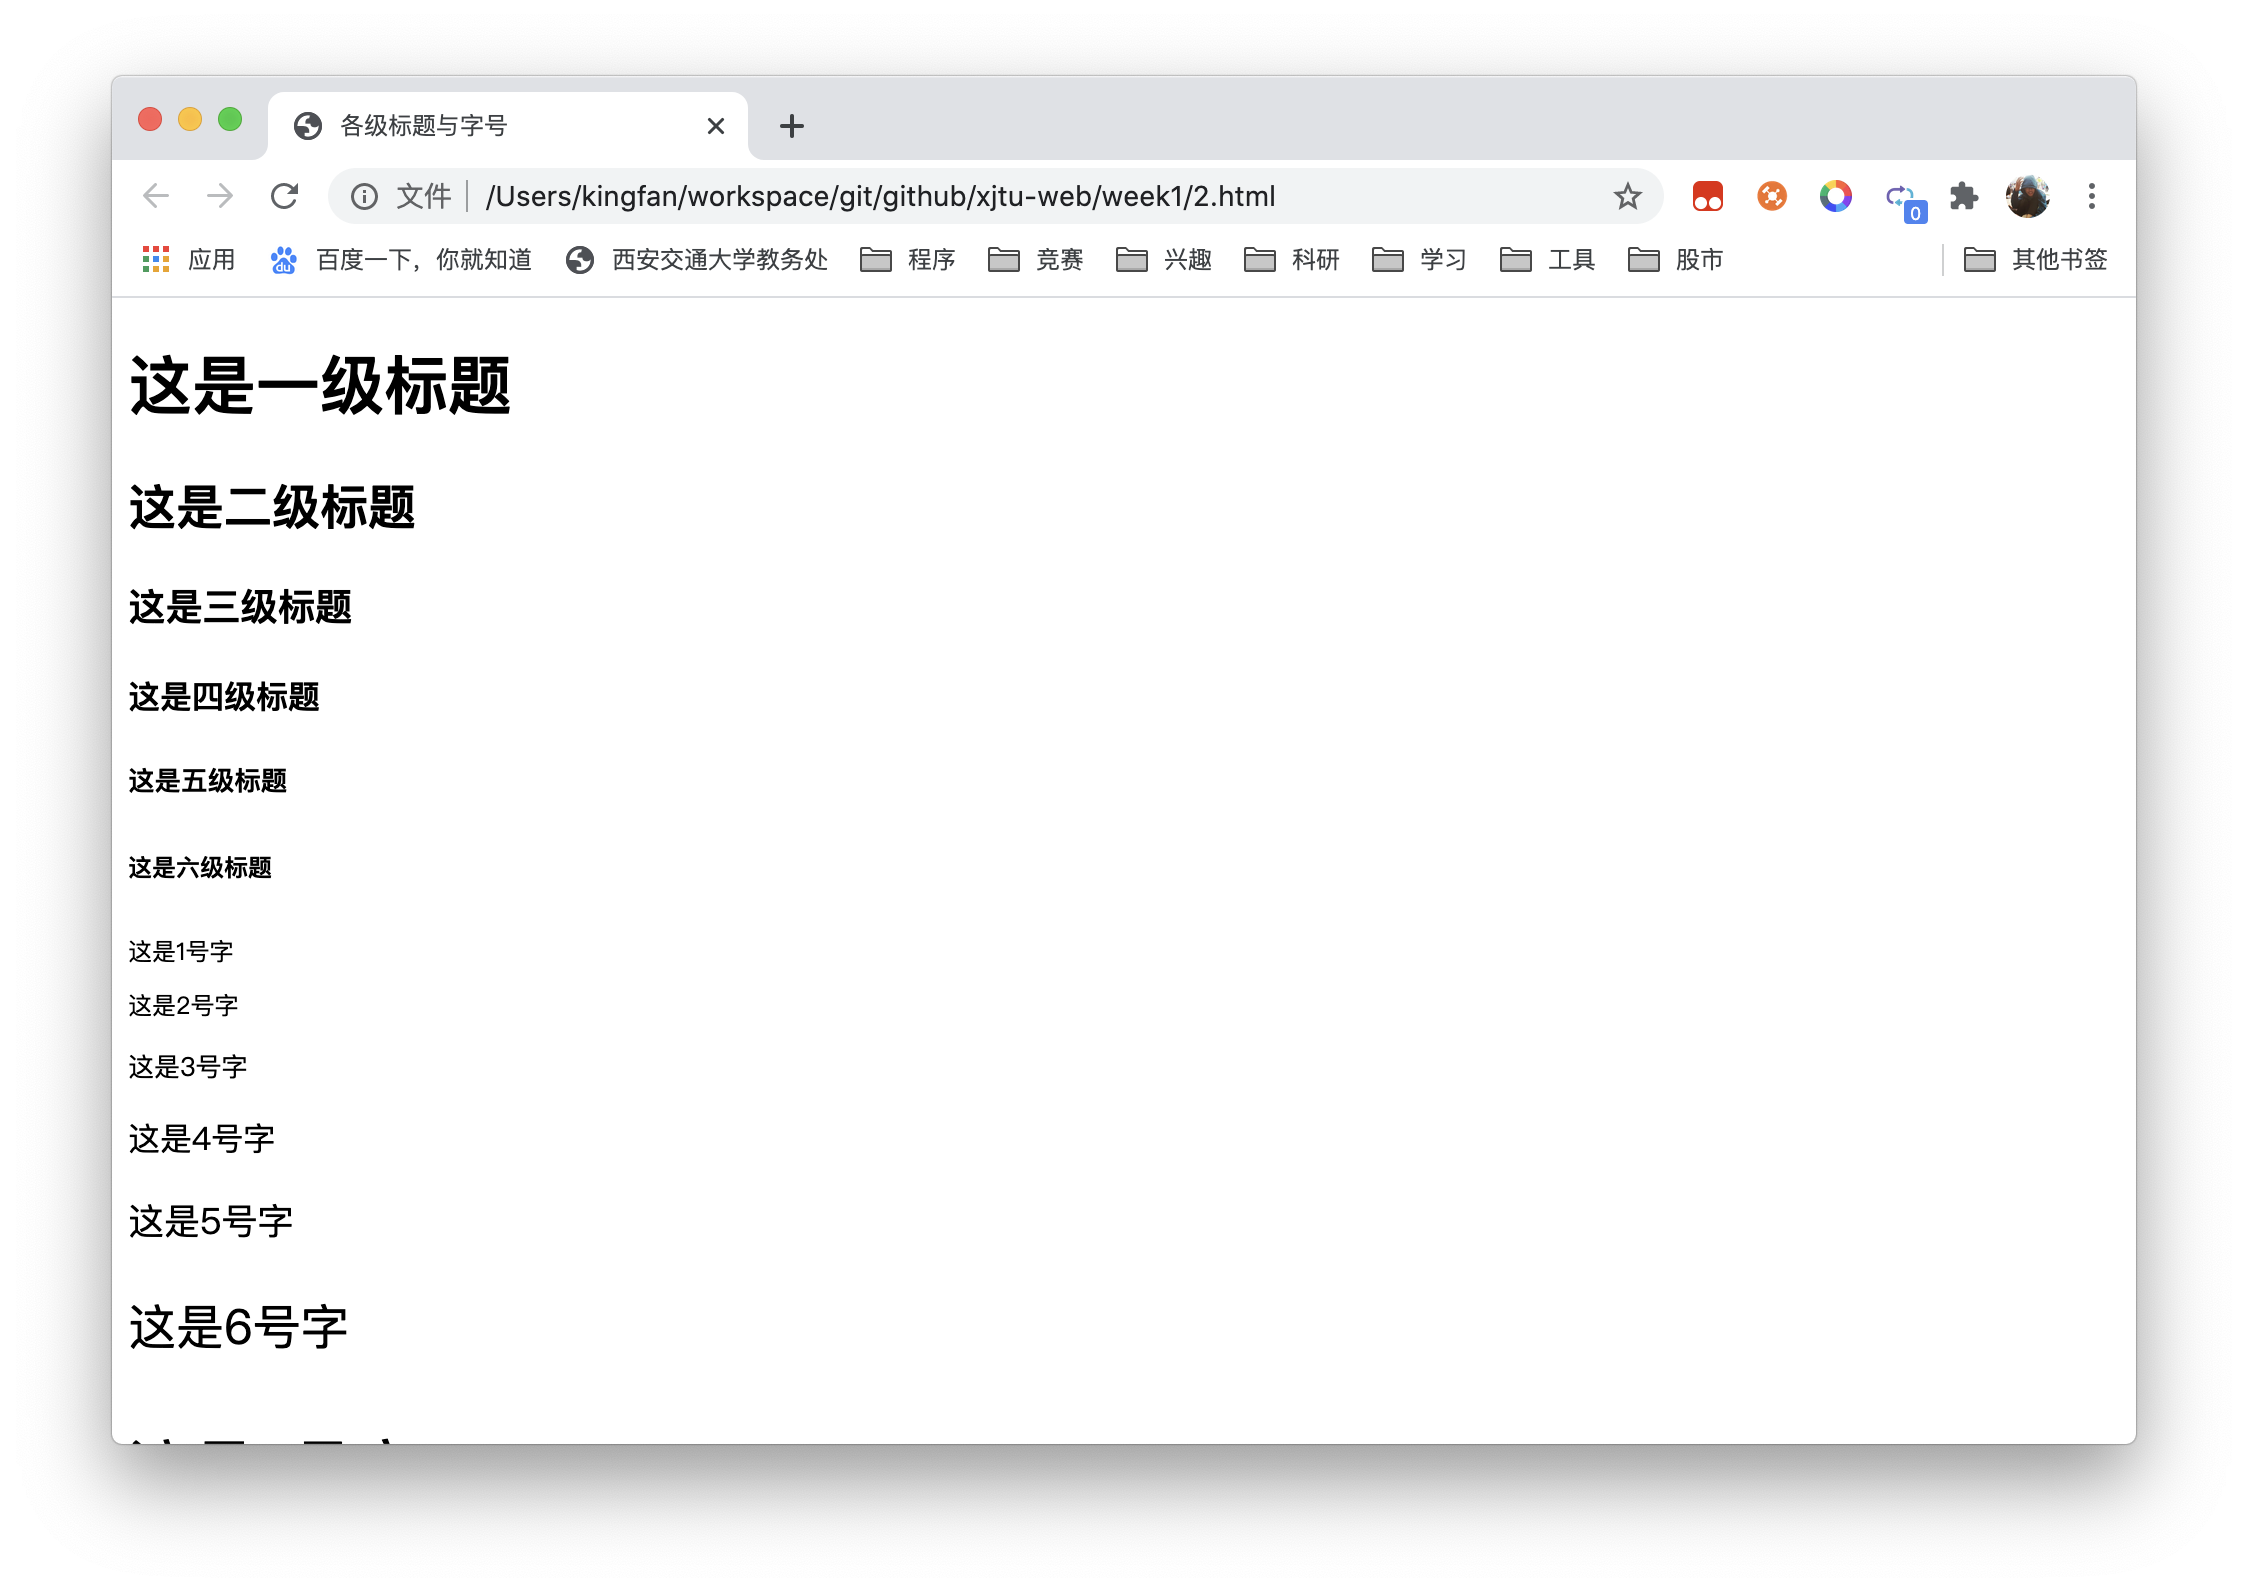 各级标题与字号
文件 /Users/kingfan/workspace/git/github/xjtu-web/week1/2.html
0
应用 百度一下，你就知道 西安交通大学教务处 程序 竞赛 兴趣 科研 学习 工具 股市 其他书签
这是一级标题
这是二级标题
这是三级标题
这是四级标题
这是五级标题
这是六级标题
这是1号字
这是2号字
这是3号字
这是4号字
这是5号字
这是6号字